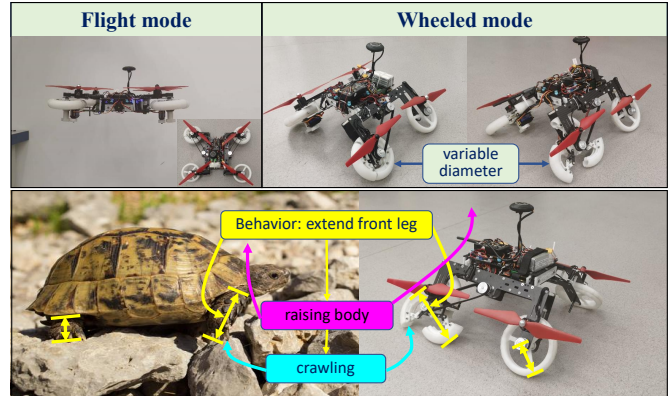 Flight mode
Wheeled mode
variable
diameter
Behavior: extend front leg
raising body
crawling